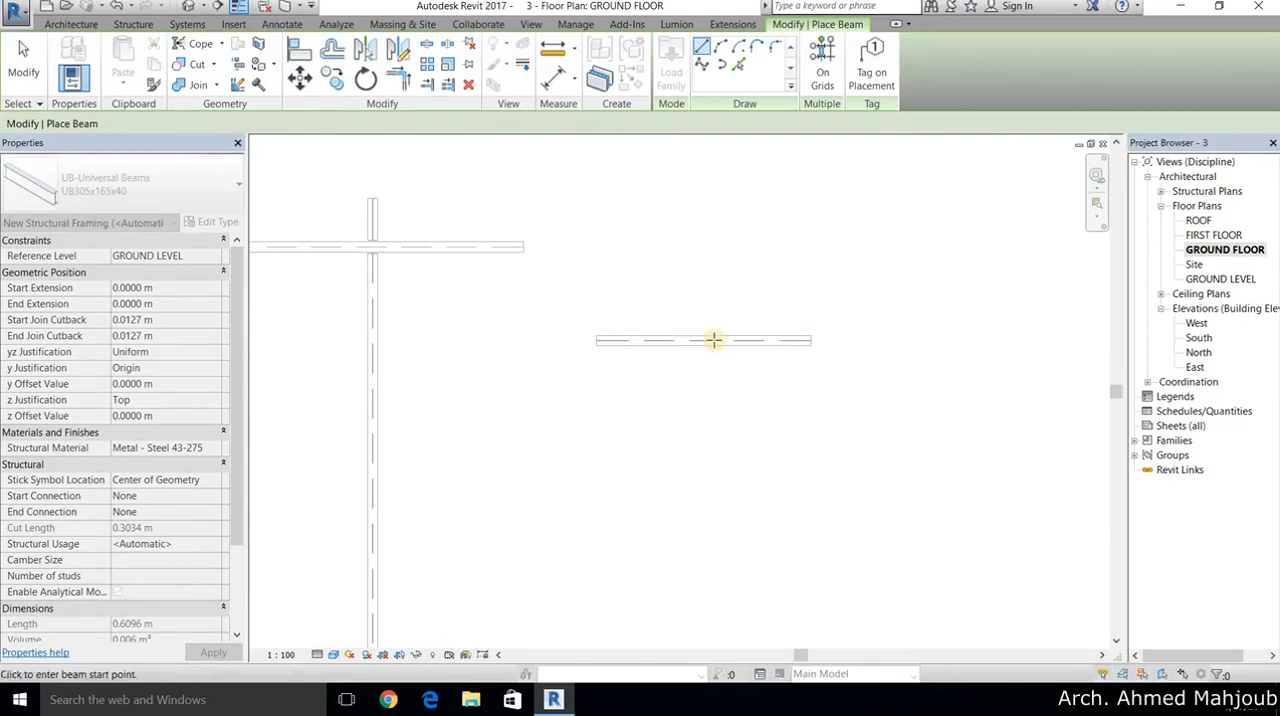 Autodesk Revit 2017 - 3 - Floor Plan: GROUND FLOOR
Type a keyword or phrase
Sign In
Architecture Structure Systems Insert Annotate Analyze Massing & Site Collaborate View Manage Add-Ins Lumion Extensions Modify | Place Beam
Cope
Cut
Join
Modify
Paste
Load Family
On Grids
Tag on Placement
Select Properties Clipboard Geometry Modify View Measure Create Mode Draw Multiple Tag
Modify | Place Beam
Properties
UB-Universal Beams
UB305x165x40
New Structural Framing (<Automati
Edit Type
Constraints
Reference Level GROUND LEVEL
Geometric Position
Start Extension 0.0000 m
End Extension 0.0000 m
Start Join Cutback 0.0127 m
End Join Cutback 0.0127 m
yz Justification Uniform
y Justification Origin
y Offset Value 0.0000 m
z Justification Top
z Offset Value 0.0000 m
Materials and Finishes
Structural Material Metal - Steel 43-275
Structural
Stick Symbol Location Center of Geometry
Start Connection None
End Connection None
Cut Length 0.3034 m
Structural Usage <Automatic>
Camber Size
Number of studs
Enable Analytical Mo...
Dimensions
Length 0.6096 m
Volume 0.006 m³
Properties help
Apply
Project Browser - 3
Views (Discipline)
Architectural
Structural Plans
Floor Plans
ROOF
FIRST FLOOR
GROUND FLOOR
Site
GROUND LEVEL
Ceiling Plans
Elevations (Building Ele
West
South
North
East
Coordination
Legends
Schedules/Quantities
Sheets (all)
Families
Groups
Revit Links
1 : 100
Click to enter beam start point.
:0
Main Model
:0
Search the web and Windows
Arch. Ahmed Mahjoub